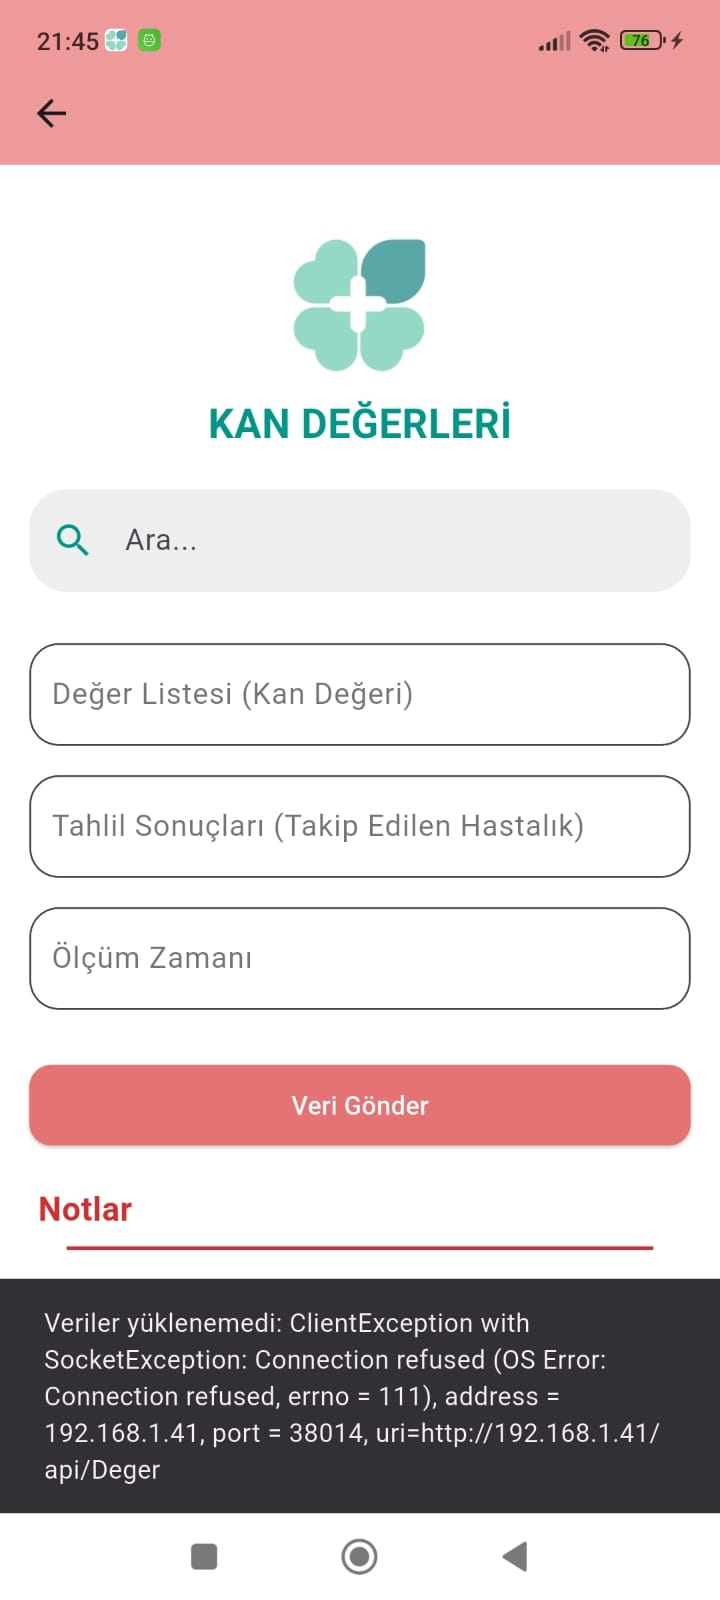 21:45
76
KAN DEĞERLERİ
Ara...
Değer Listesi (Kan Değeri)
Tahlil Sonuçları (Takip Edilen Hastalık)
Ölçüm Zamanı
Veri Gönder
Notlar
Veriler yüklenemedi: ClientException with
SocketException: Connection refused (OS Error:
Connection refused, errno = 111), address =
192.168.1.41, port = 38014, uri=http://192.168.1.41/
api/Deger